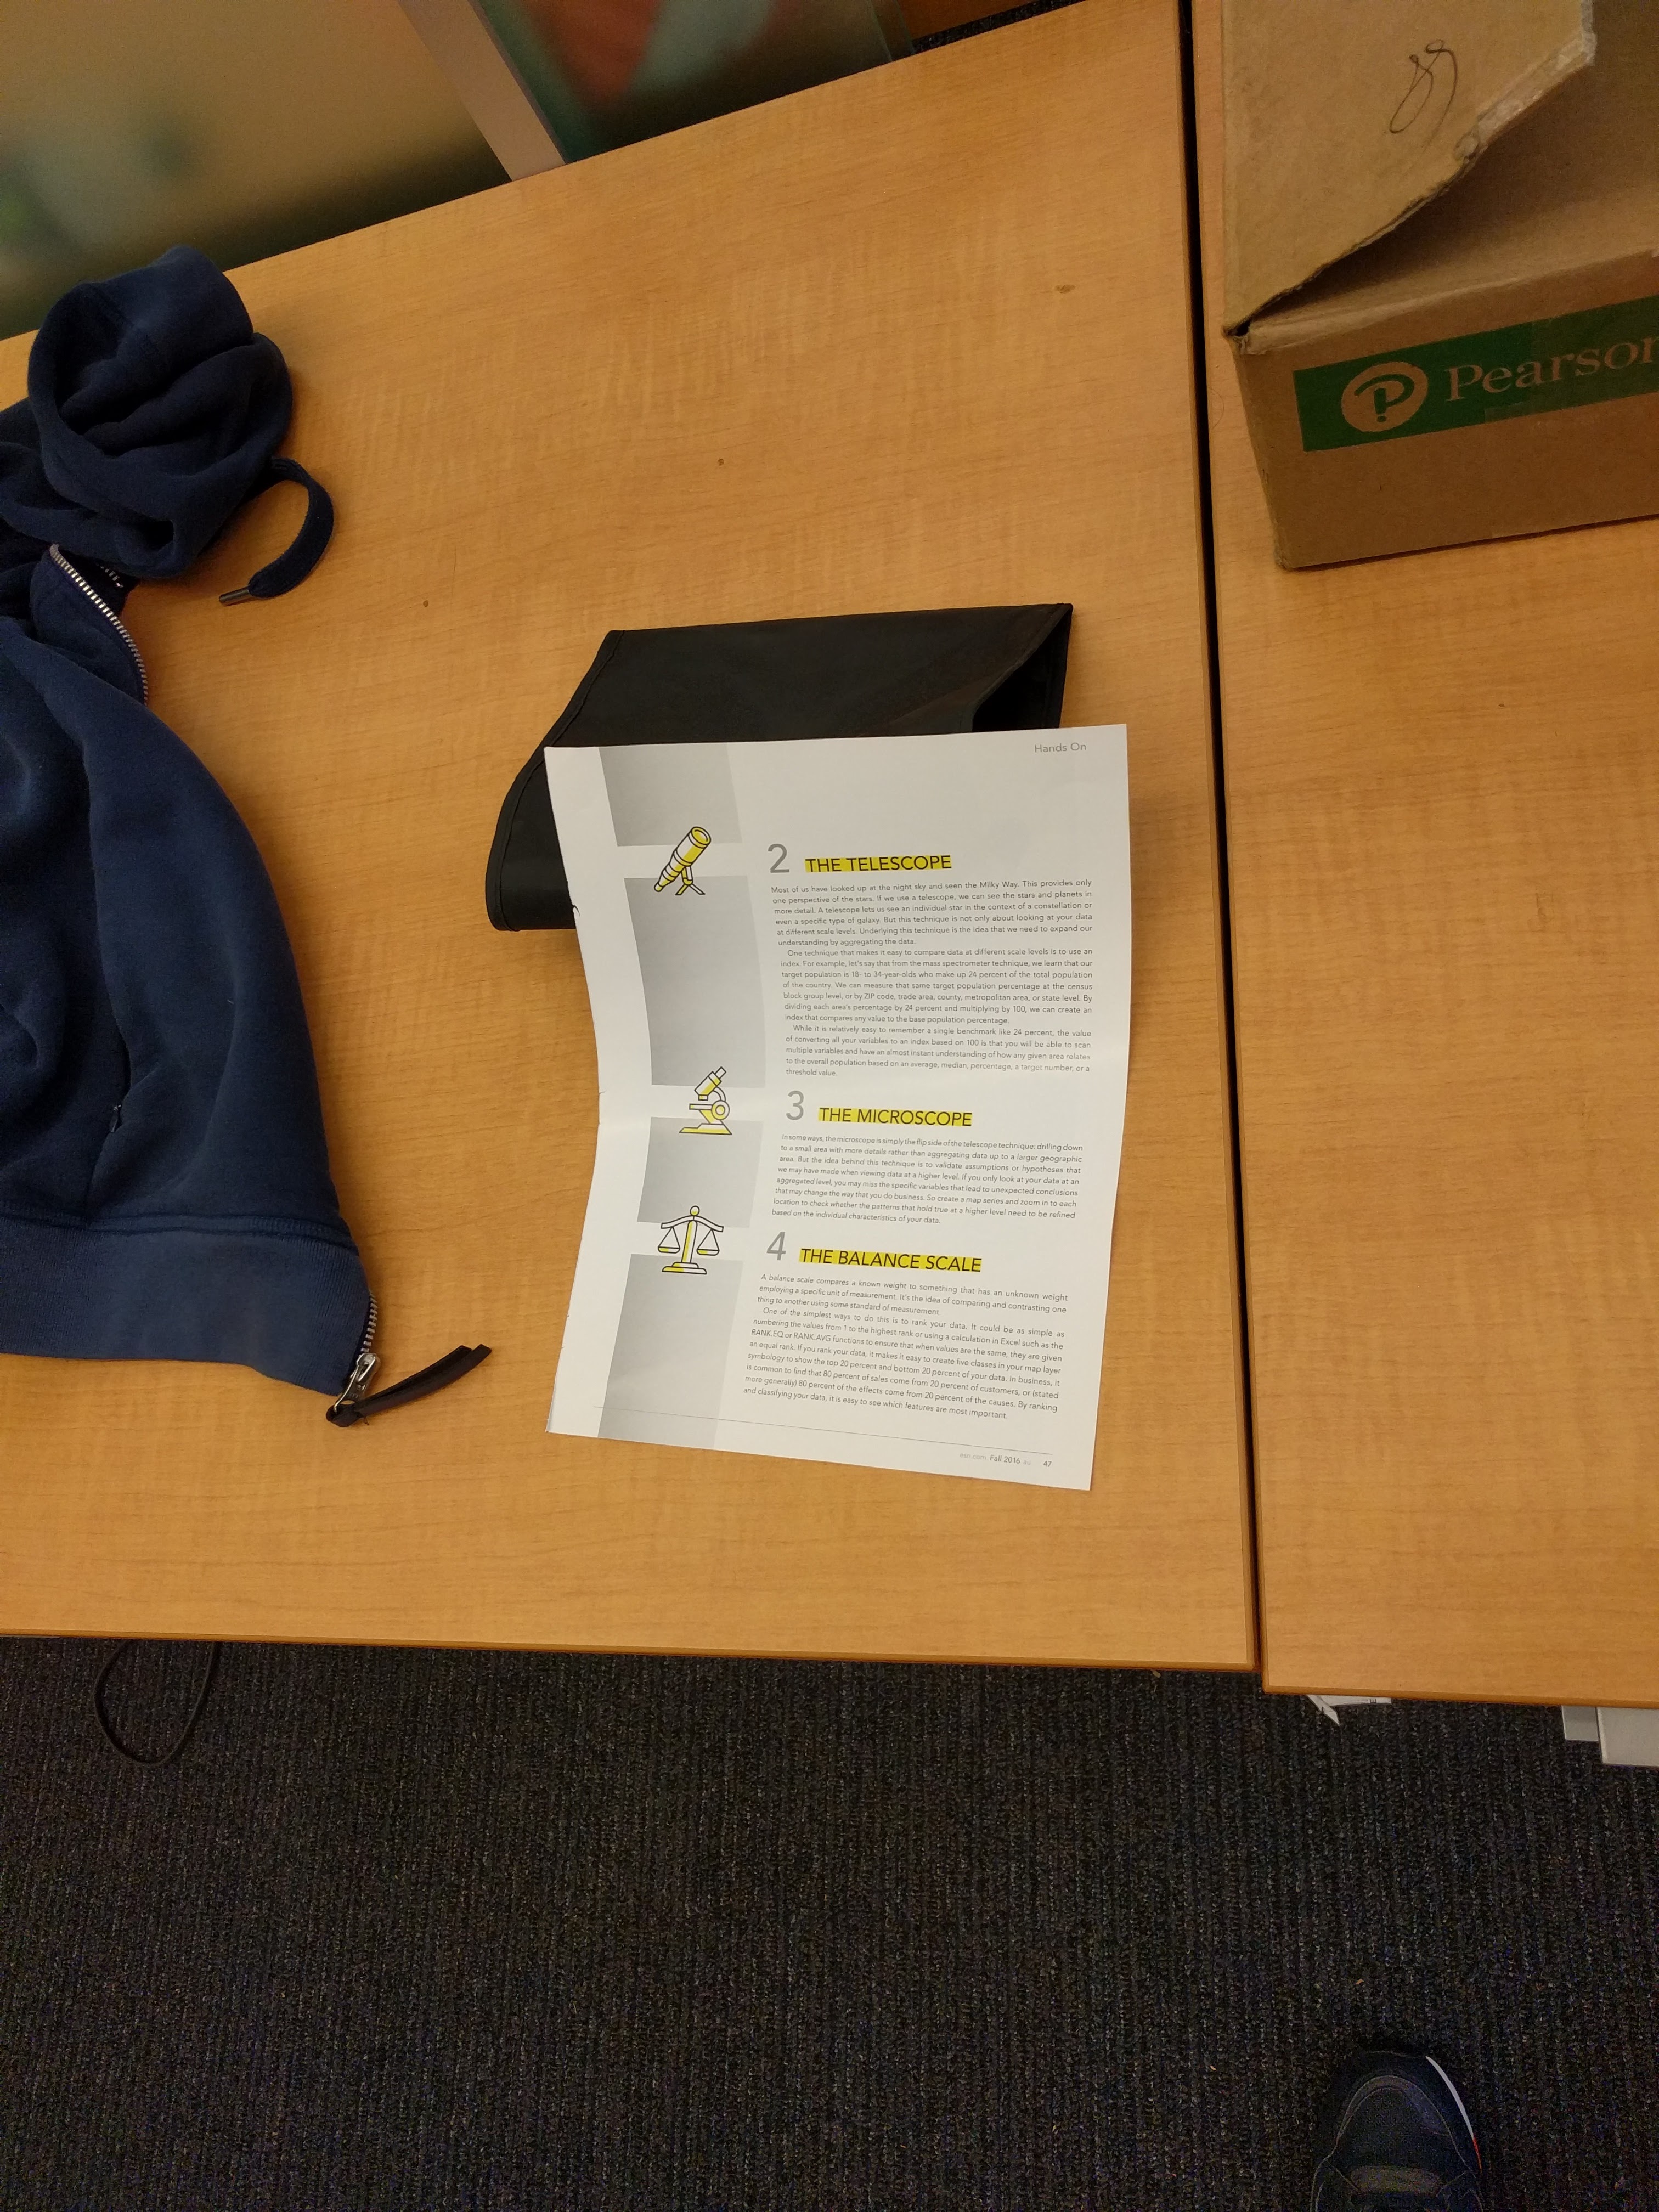 Pearson
Hands On
2 THE TELESCOPE
Most of us have looked up at the night sky and seen the Milky Way. This provides only
one perspective of the stars. If we use a telescope, we can see the stars and planets in
more detail. A telescope lets us see an individual star in the context of a constellation or
even a specific type of galaxy. But this technique is not only about looking at your data
at different scale levels. Underlying this technique is the idea that we need to expand our
understanding by aggregating the data.
One technique that makes it easy to compare data at different scale levels is to use an
index. For example, let's say that from the mass spectrometer technique, we learn that our
target population is 18- to 34-year-olds who make up 24 percent of the total population
of the country. We can measure that same target population percentage at the census
block group level, or by ZIP code, trade area, county, metropolitan area, or state level. By
dividing each area's percentage by 24 percent and multiplying by 100, we can create an
index that compares any value to the base population percentage.
While it is relatively easy to remember a single benchmark like 24 percent, the value
of converting all your variables to an index based on 100 is that you will be able to scan
multiple variables and have an almost instant understanding of how any given area relates
to the overall population based on an average, median, percentage, a target number, or a
threshold value.
3 THE MICROSCOPE
In some ways, the microscope is simply the flip side of the telescope technique: drilling down
to a small area with more details rather than aggregating data up to a larger geographic
area. But the idea behind this technique is to validate assumptions or hypotheses that
we may have made when viewing data at a higher level. If you only look at your data at an
aggregated level, you may miss the specific variables that lead to unexpected conclusions
that may change the way that you do business. So create a map series and zoom in to each
location to check whether the patterns that hold true at a higher level need to be refined
based on the individual characteristics of your data.
4 THE BALANCE SCALE
A balance scale compares a known weight to something that has an unknown weight
employing a specific unit of measurement. It's the idea of comparing and contrasting one
thing to another using some standard of measurement.
One of the simplest ways to do this is to rank your data. It could be as simple as
numbering the values from 1 to the highest rank or using a calculation in Excel such as the
RANK.EQ or RANK.AVG functions to ensure that when values are the same, they are given
an equal rank. If you rank your data, it makes it easy to create five classes in your map layer
symbology to show the top 20 percent and bottom 20 percent of your data. In business, it
is common to find that 80 percent of sales come from 20 percent of customers, or (stated
more generally) 80 percent of the effects come from 20 percent of the causes. By ranking
and classifying your data, it is easy to see which features are most important.
esri.com Fall 2016 au 47